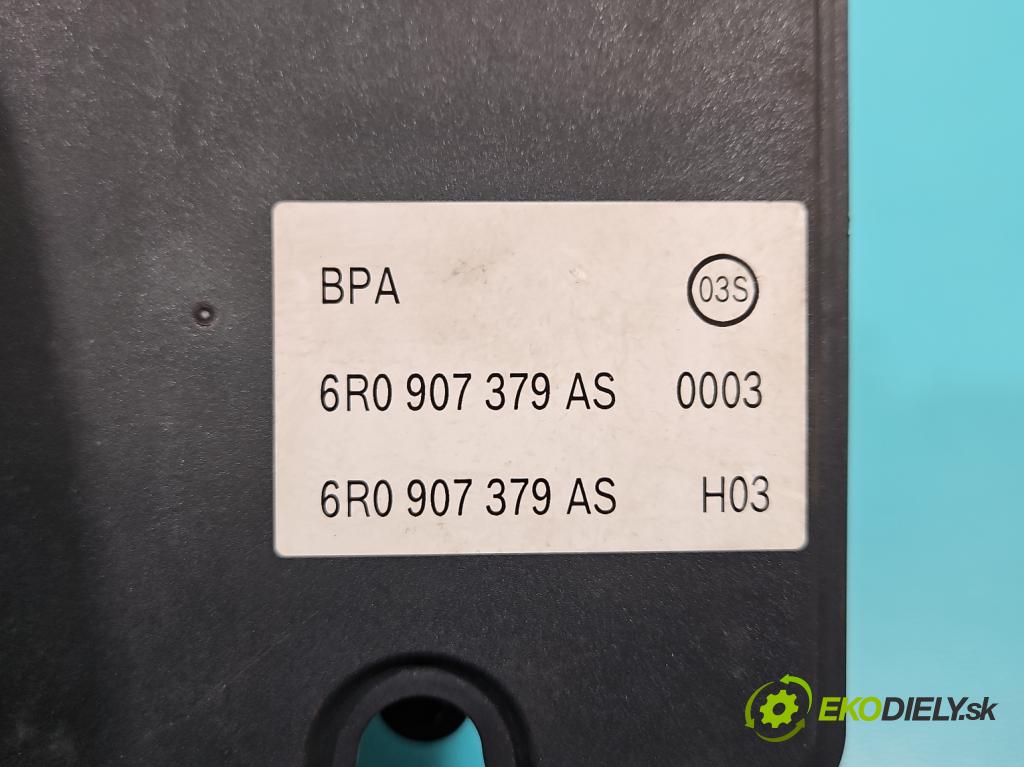 BPA 03S
6R0 907 379 AS 0003
6R0 907 379 AS H03
EKODIELY.sk